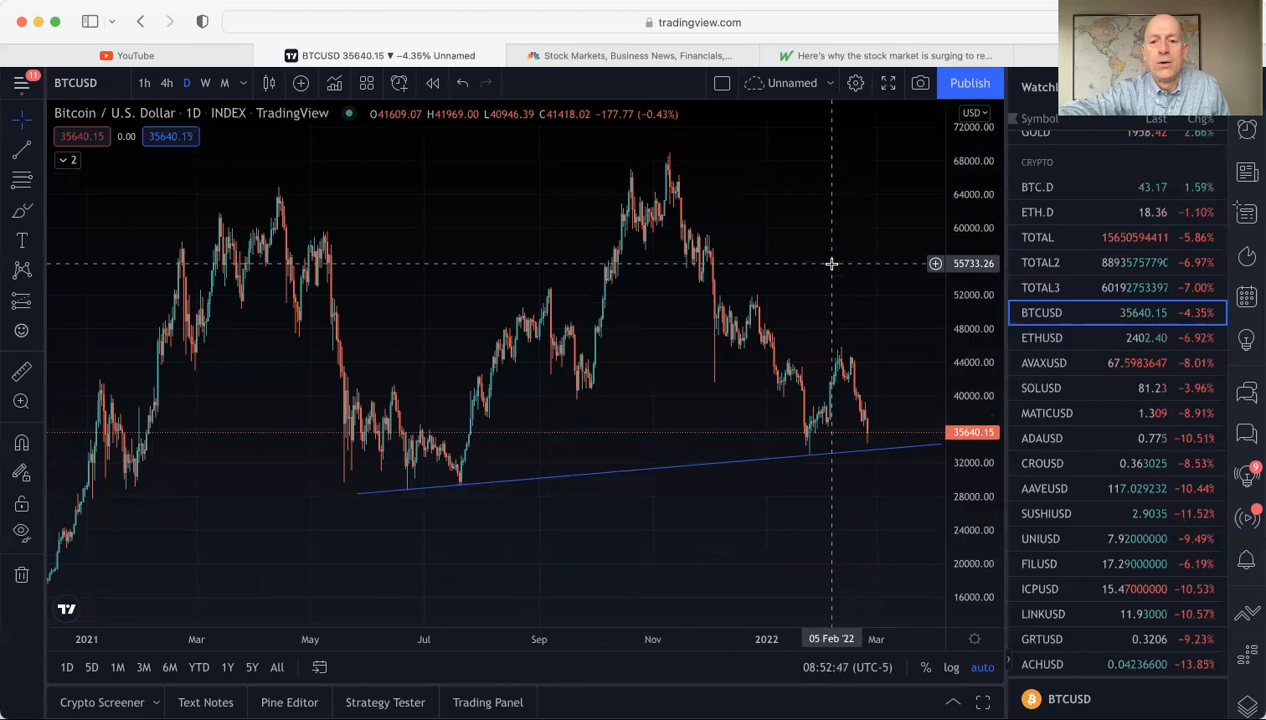 tradingview.com
YouTube
BTCUSD 35640.15 ▼ −4.35% Unnamed
Stock Markets, Business News, Financials,...
Here's why the stock market is surging to re...
11
BTCUSD
1h 4h D W M
Unnamed
Publish
Watchl
Bitcoin / U.S. Dollar · 1D · INDEX · TradingView
O41609.07 H41969.00 L40946.39 C41418.02 −177.77 (−0.43%)
USD
35640.15 0.00 35640.15
2
72000.00
68000.00
64000.00
60000.00
55733.26
52000.00
48000.00
44000.00
40000.00
35640.15
32000.00
28000.00
24000.00
20000.00
16000.00
2021 Mar May Jul Sep Nov 2022 05 Feb '22 Mar
1D 5D 1M 3M 6M YTD 1Y 5Y All
08:52:47 (UTC-5) % log auto
Crypto Screener Text Notes Pine Editor Strategy Tester Trading Panel
Symbol Last Chg%
GOLD 1958.42 2.66%
CRYPTO
BTC.D 43.17 1.59%
ETH.D 18.36 −1.10%
TOTAL 15650594411 −5.86%
TOTAL2 8893575779C −6.97%
TOTAL3 60192753397 −7.00%
BTCUSD 35640.15 −4.35%
ETHUSD 2402.40 −6.92%
AVAXUSD 67.5983647 −8.01%
SOLUSD 81.23 −3.96%
MATICUSD 1.309 −8.91%
ADAUSD 0.775 −10.51%
CROUSD 0.363025 −8.53%
AAVEUSD 117.029232 −10.44%
SUSHIUSD 2.9035 −11.52%
UNIUSD 7.92000000 −9.49%
FILUSD 17.29000000 −6.19%
ICPUSD 15.47000000 −10.53%
LINKUSD 11.93000 −10.57%
GRTUSD 0.3206 −9.23%
ACHUSD 0.04236600 −13.85%
BTCUSD
9